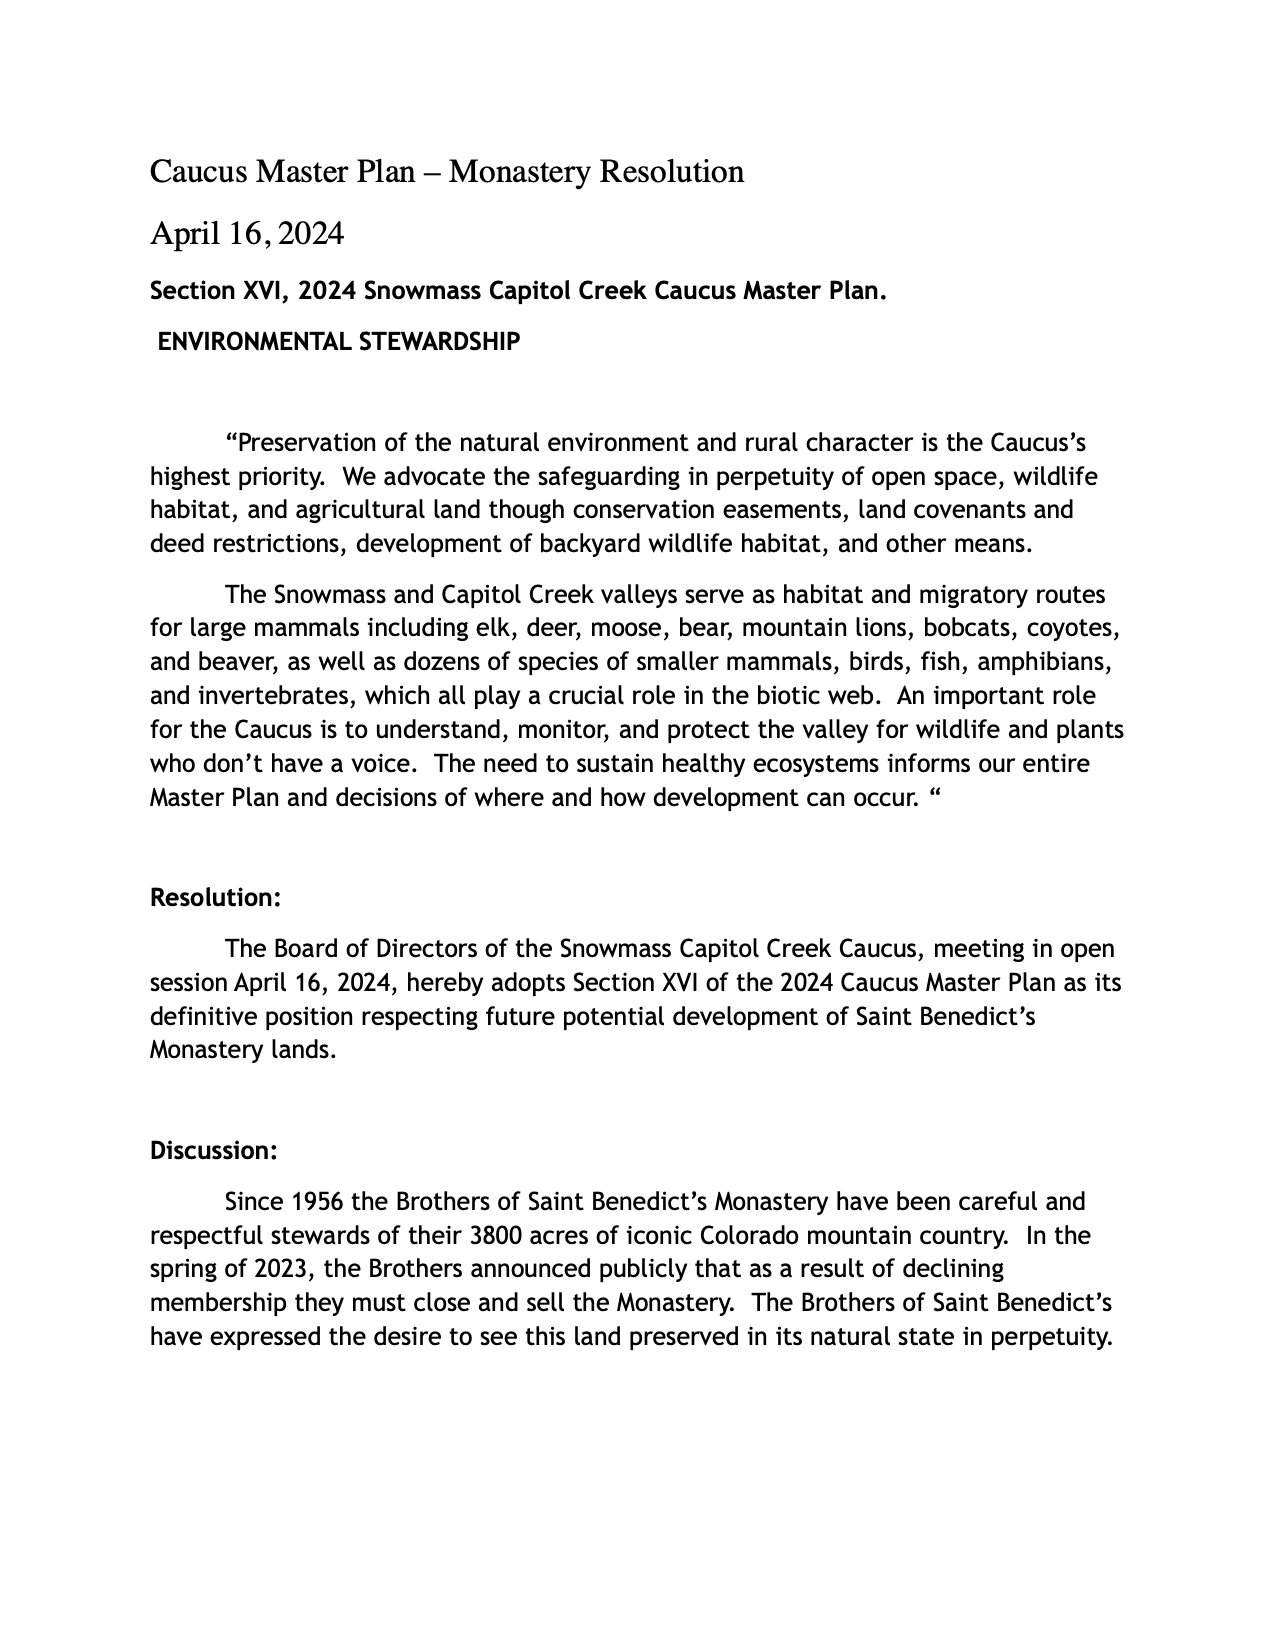 Caucus Master Plan – Monastery Resolution
April 16, 2024
Section XVI, 2024 Snowmass Capitol Creek Caucus Master Plan.
ENVIRONMENTAL STEWARDSHIP
“Preservation of the natural environment and rural character is the Caucus’s
highest priority.  We advocate the safeguarding in perpetuity of open space, wildlife
habitat, and agricultural land though conservation easements, land covenants and
deed restrictions, development of backyard wildlife habitat, and other means.
The Snowmass and Capitol Creek valleys serve as habitat and migratory routes
for large mammals including elk, deer, moose, bear, mountain lions, bobcats, coyotes,
and beaver, as well as dozens of species of smaller mammals, birds, fish, amphibians,
and invertebrates, which all play a crucial role in the biotic web.  An important role
for the Caucus is to understand, monitor, and protect the valley for wildlife and plants
who don’t have a voice.  The need to sustain healthy ecosystems informs our entire
Master Plan and decisions of where and how development can occur. “
Resolution:
The Board of Directors of the Snowmass Capitol Creek Caucus, meeting in open
session April 16, 2024, hereby adopts Section XVI of the 2024 Caucus Master Plan as its
definitive position respecting future potential development of Saint Benedict’s
Monastery lands.
Discussion:
Since 1956 the Brothers of Saint Benedict’s Monastery have been careful and
respectful stewards of their 3800 acres of iconic Colorado mountain country.  In the
spring of 2023, the Brothers announced publicly that as a result of declining
membership they must close and sell the Monastery.  The Brothers of Saint Benedict’s
have expressed the desire to see this land preserved in its natural state in perpetuity.